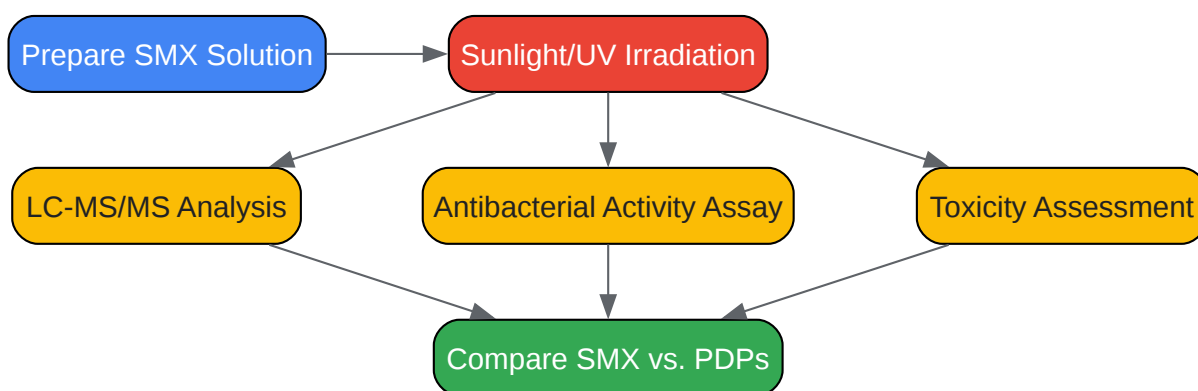 Prepare SMX Solution
Sunlight/UV Irradiation
LC-MS/MS Analysis
Antibacterial Activity Assay
Toxicity Assessment
Compare SMX vs. PDPs